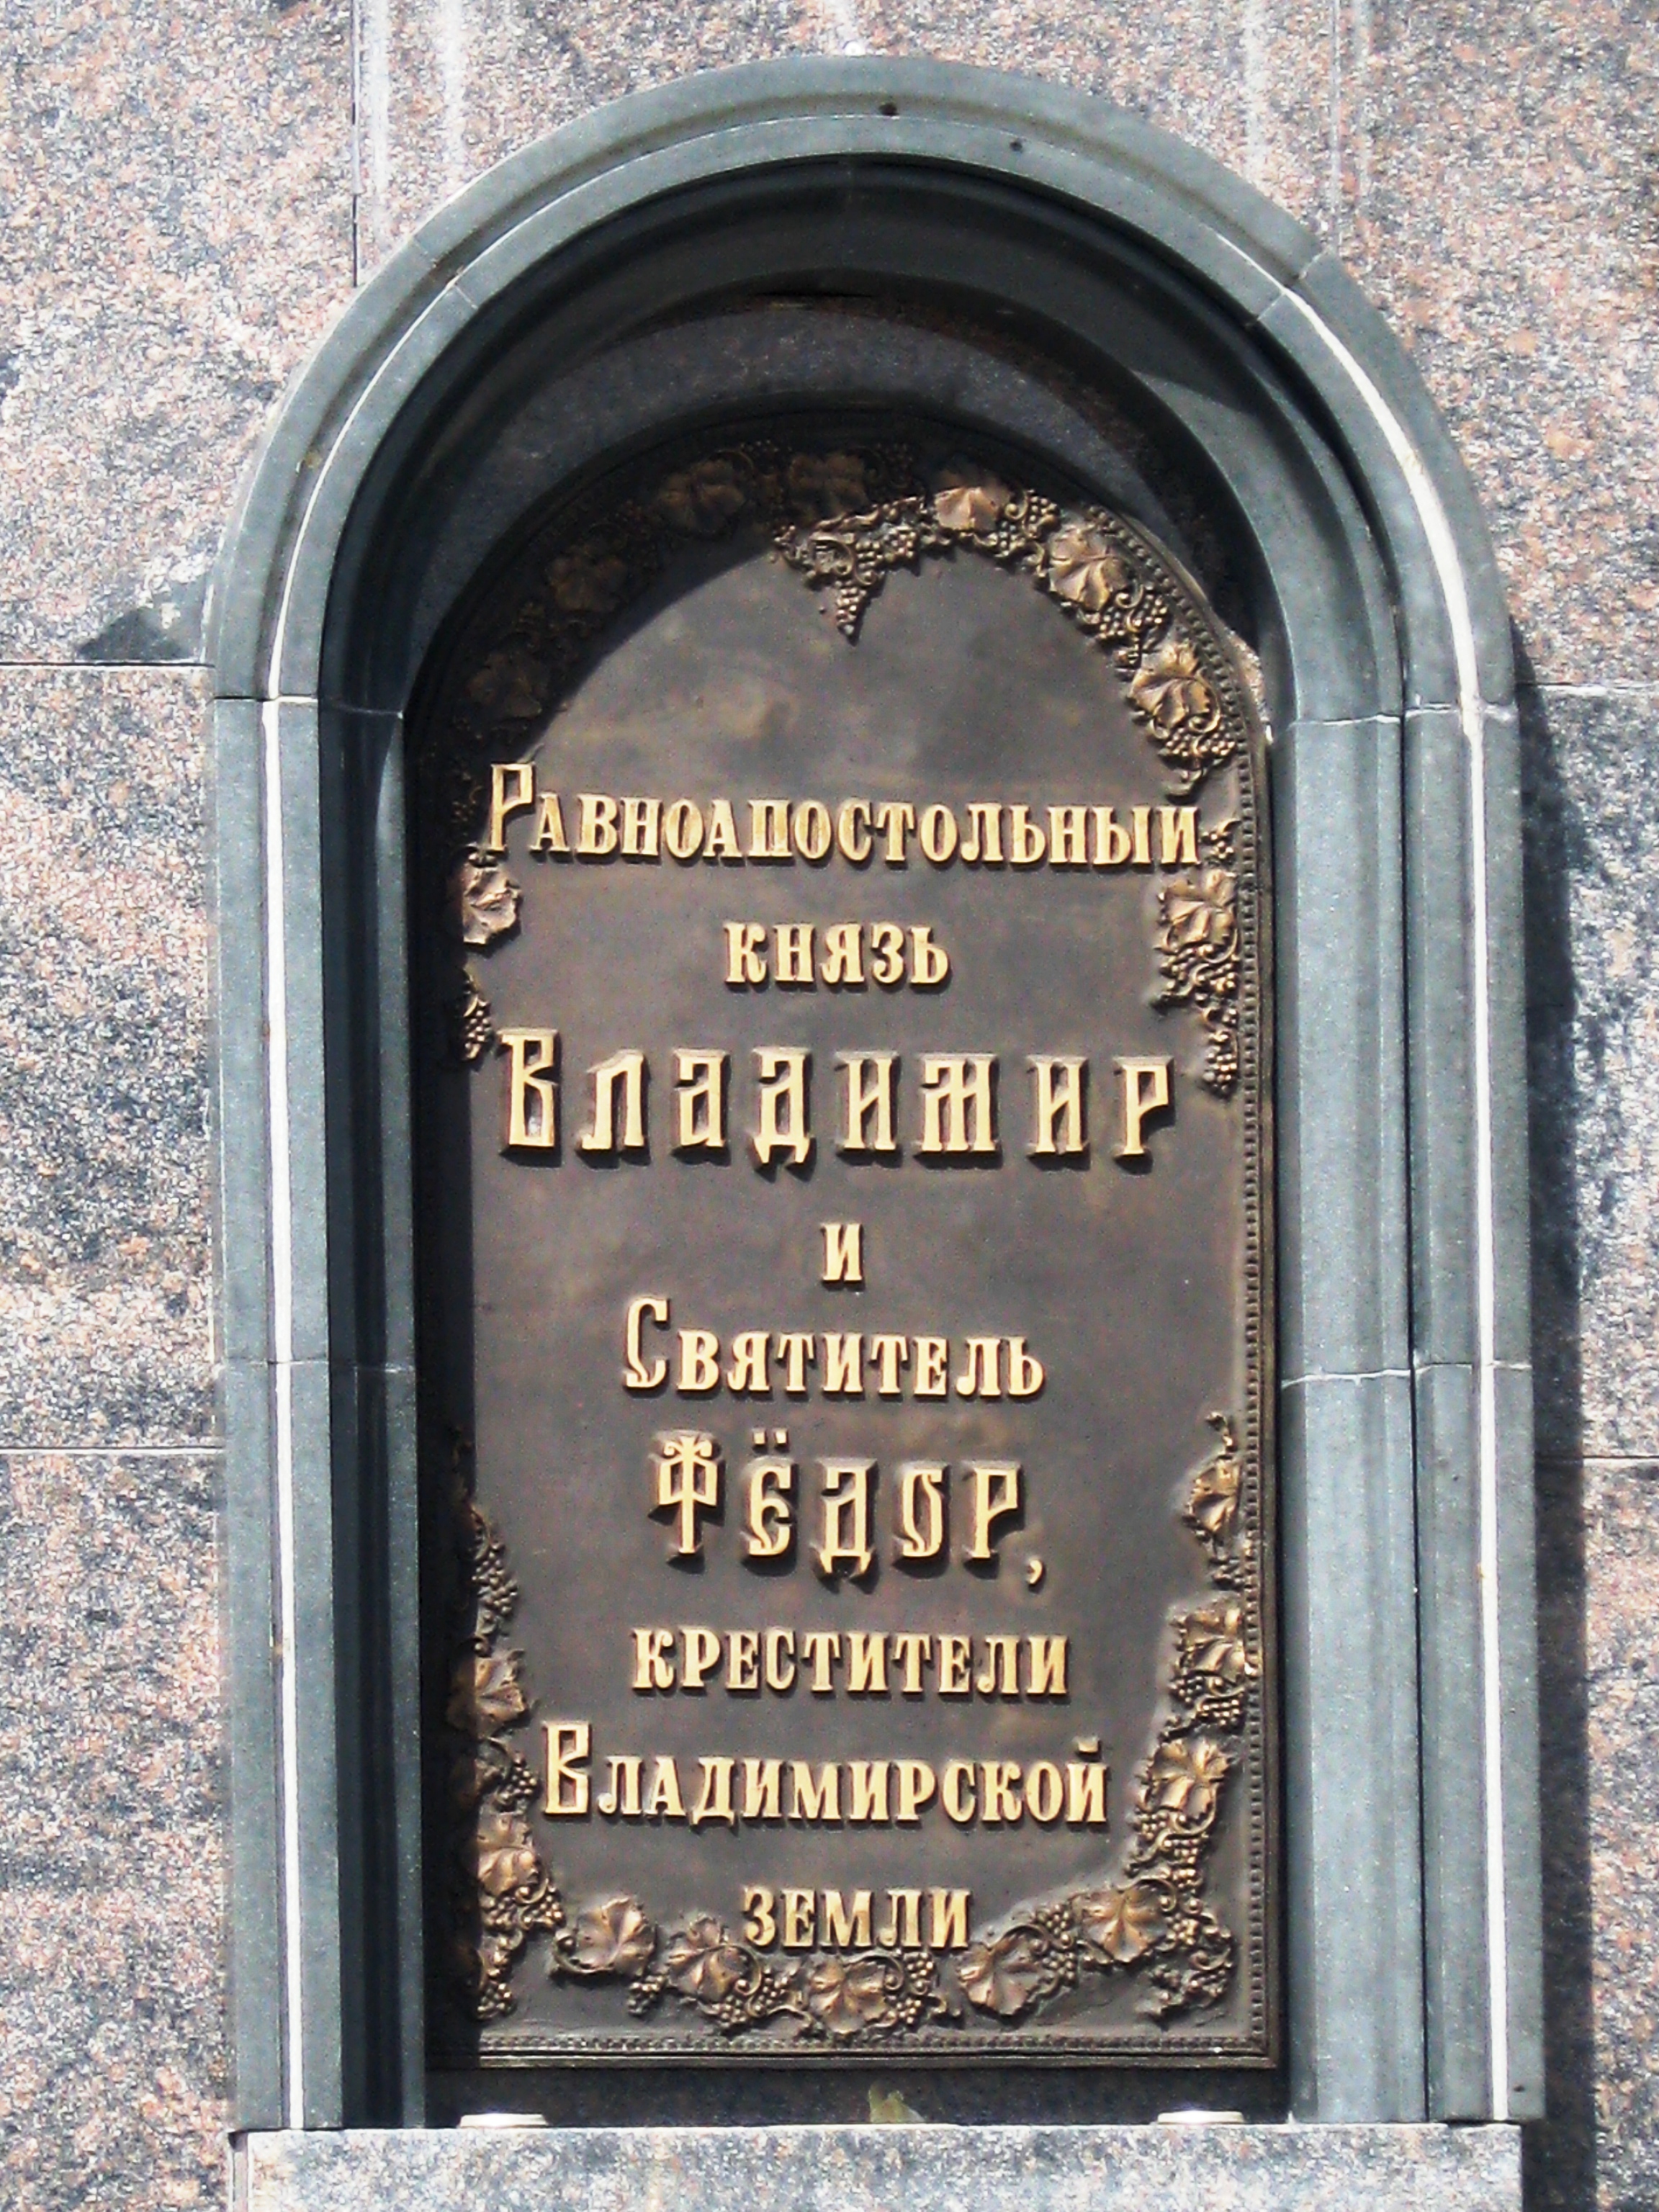 Равноапостольный
князь
Владимир
и
Святитель
Фёдор,
крестители
Владимирской
земли